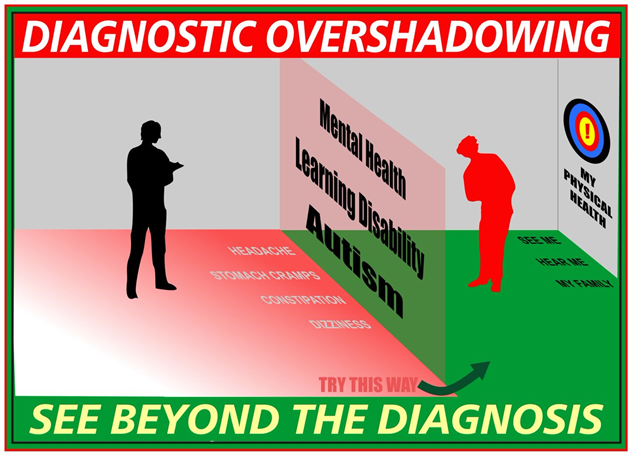 DIAGNOSTIC OVERSHADOWING
Mental Health
Learning Disability
Autism
!
MY
PHYSICAL
HEALTH
HEADACHE
STOMACH CRAMPS
CONSTIPATION
DIZZINESS
SEE ME
HEAR ME
MY FAMILY
TRY THIS WAY
SEE BEYOND THE DIAGNOSIS